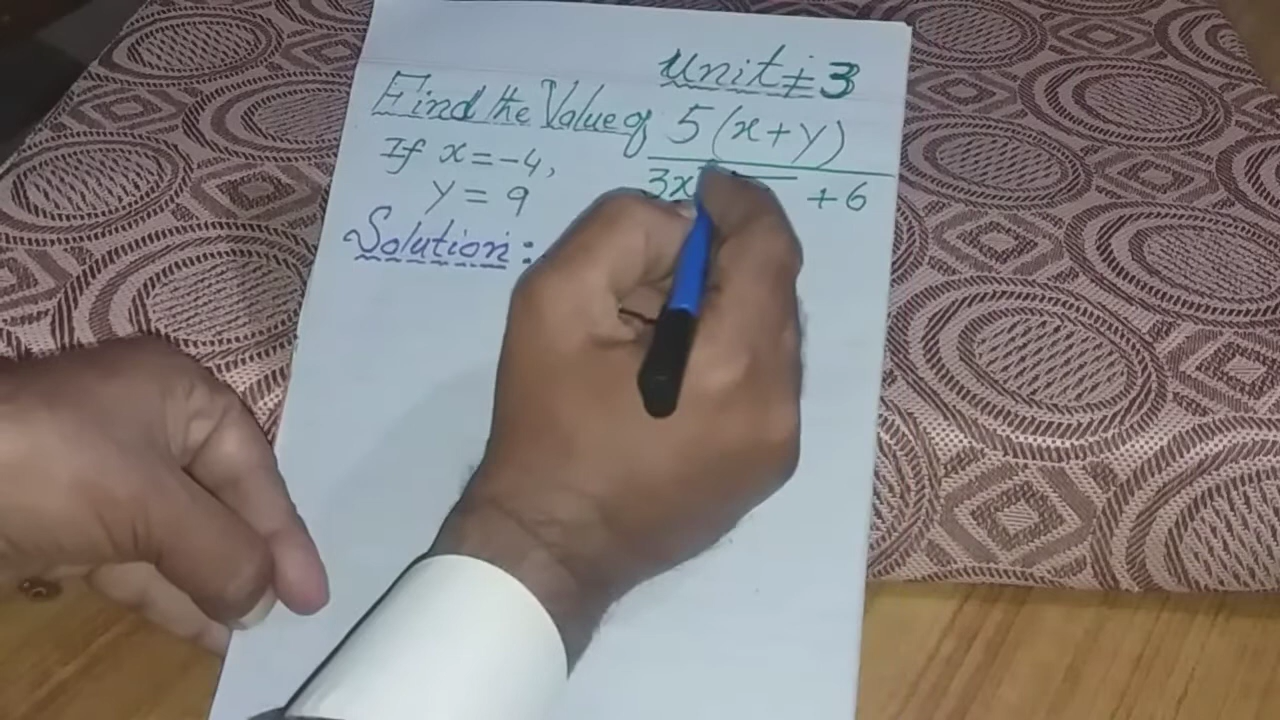 Unit # 3
Find the Value of 5(x+y)
If x=-4, 3x + 6
y = 9
Solution: